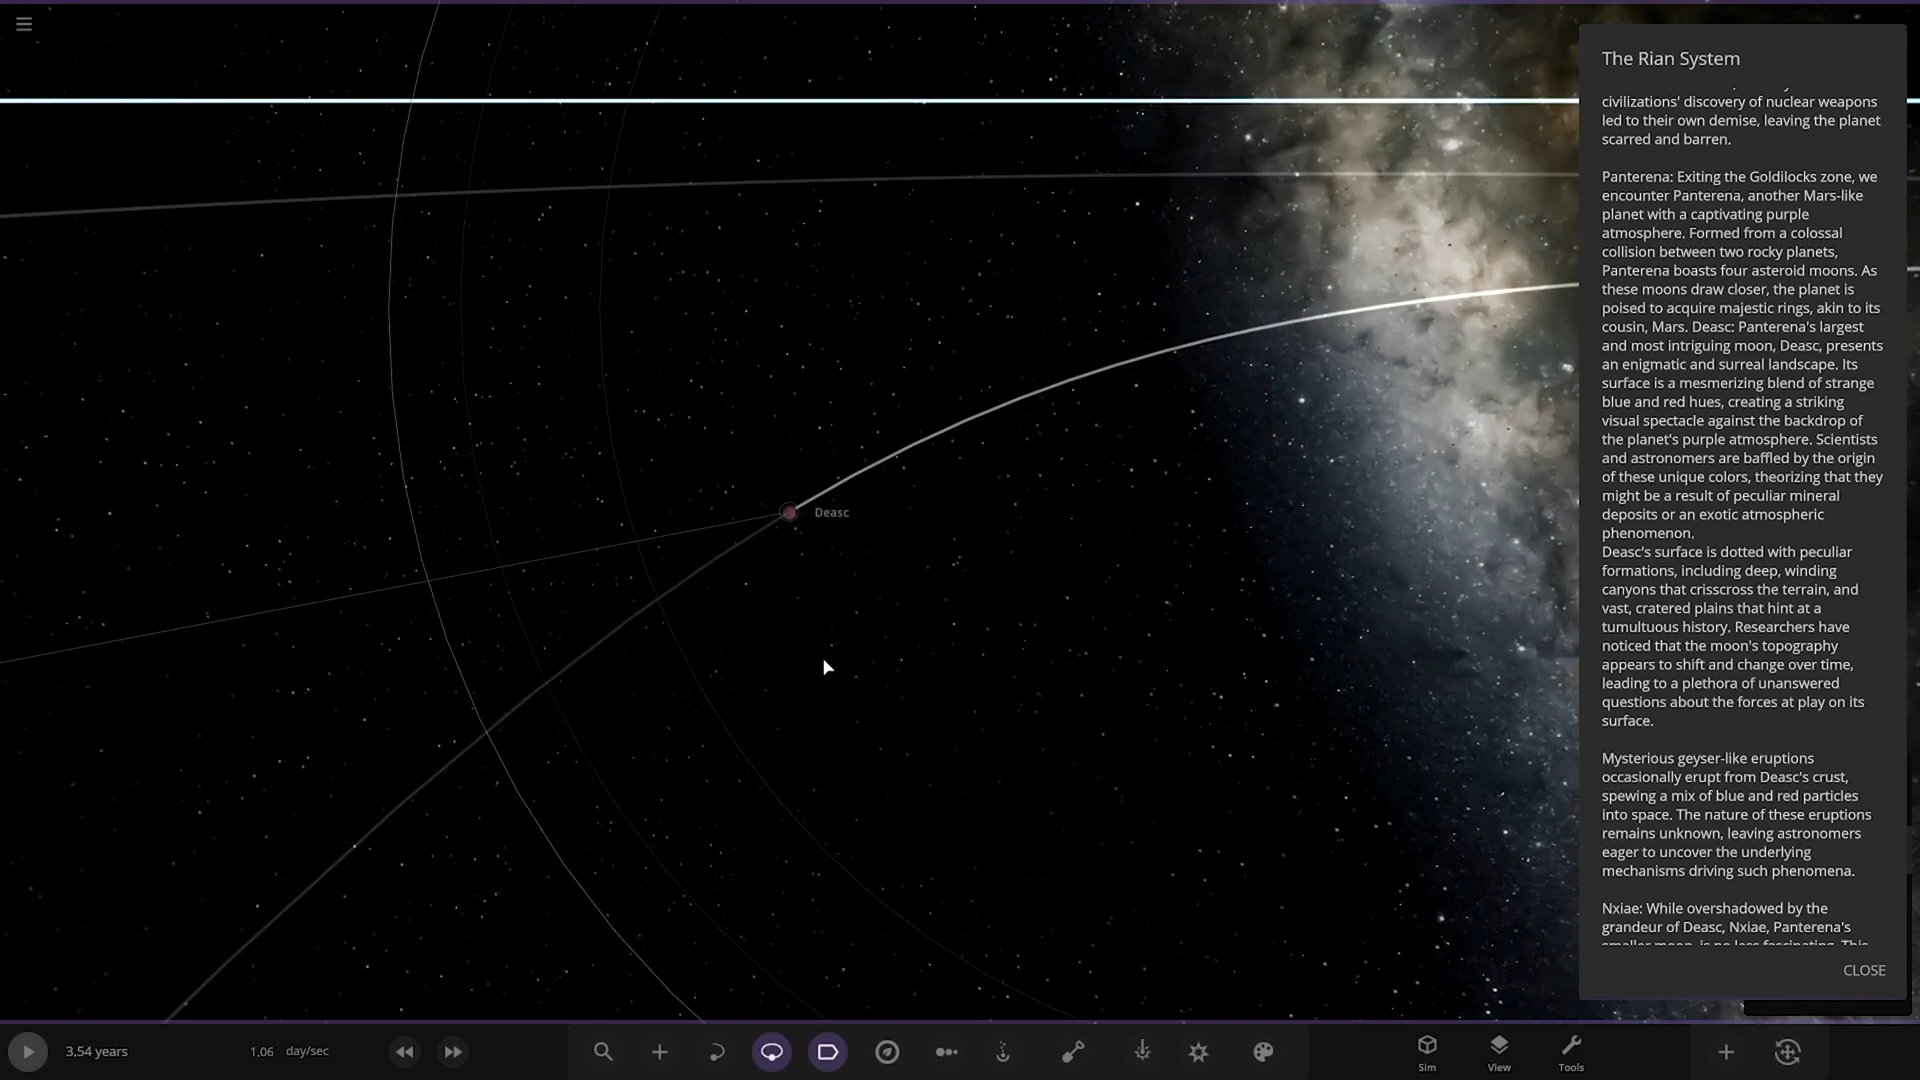 The Rian System
civilizations' discovery of nuclear weapons
led to their own demise, leaving the planet
scarred and barren.
Panterena: Exiting the Goldilocks zone, we
encounter Panterena, another Mars-like
planet with a captivating purple
atmosphere. Formed from a colossal
collision between two rocky planets,
Panterena boasts four asteroid moons. As
these moons draw closer, the planet is
poised to acquire majestic rings, akin to its
cousin, Mars. Deasc: Panterena's largest
and most intriguing moon, Deasc, presents
an enigmatic and surreal landscape. Its
surface is a mesmerizing blend of strange
blue and red hues, creating a striking
visual spectacle against the backdrop of
the planet's purple atmosphere. Scientists
and astronomers are baffled by the origin
of these unique colors, theorizing that they
might be a result of peculiar mineral
deposits or an exotic atmospheric
phenomenon.
Deasc's surface is dotted with peculiar
formations, including deep, winding
canyons that crisscross the terrain, and
vast, cratered plains that hint at a
tumultuous history. Researchers have
noticed that the moon's topography
appears to shift and change over time,
leading to a plethora of unanswered
questions about the forces at play on its
surface.
Mysterious geyser-like eruptions
occasionally erupt from Deasc's crust,
spewing a mix of blue and red particles
into space. The nature of these eruptions
remains unknown, leaving astronomers
eager to uncover the underlying
mechanisms driving such phenomena.
Nxiae: While overshadowed by the
grandeur of Deasc, Nxiae, Panterena's
smaller moon, is no less fascinating. This
CLOSE
Deasc
3.54 years
1.06 day/sec
Sim
View
Tools